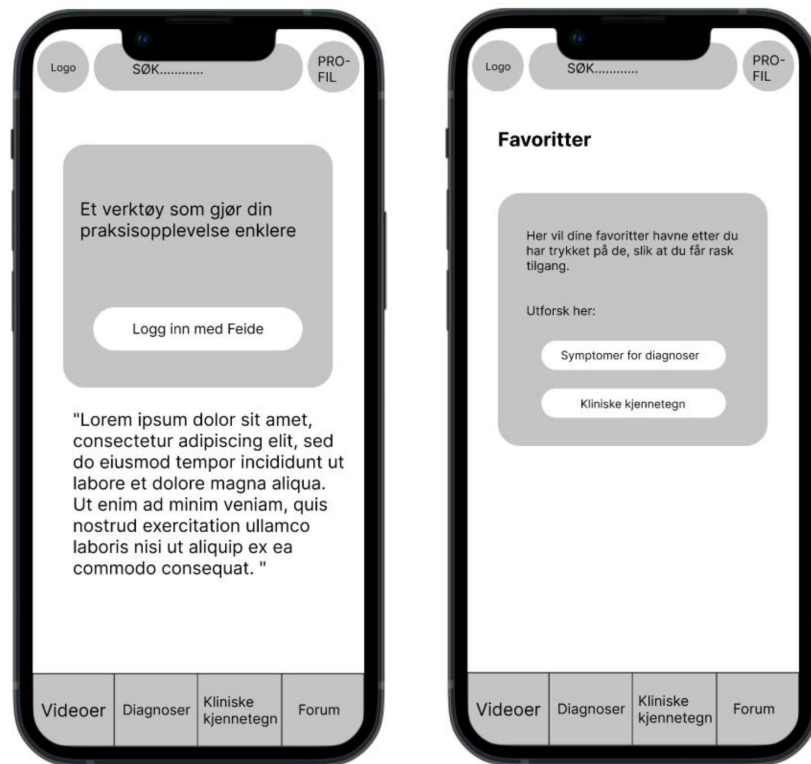 Logo
SØK............
PRO-
FIL
Et verktøy som gjør din
praksisopplevelse enklere
Logg inn med Feide
"Lorem ipsum dolor sit amet,
consectetur adipiscing elit, sed
do eiusmod tempor incididunt ut
labore et dolore magna aliqua.
Ut enim ad minim veniam, quis
nostrud exercitation ullamco
laboris nisi ut aliquip ex ea
commodo consequat. "
Videoer
Diagnoser
Kliniske
kjennetegn
Forum
Logo
SØK............
PRO-
FIL
Favoritter
Her vil dine favoritter havne etter du
har trykket på de, slik at du får rask
tilgang.
Utforsk her:
Symptomer for diagnoser
Kliniske kjennetegn
Videoer
Diagnoser
Kliniske
kjennetegn
Forum